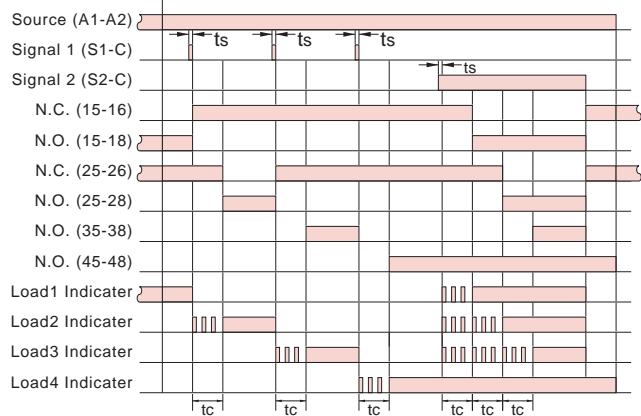 Source (A1-A2)
Signal 1 (S1-C) ts ts ts
Signal 2 (S2-C) ts
N.C. (15-16)
N.O. (15-18)
N.C. (25-26)
N.O. (25-28)
N.O. (35-38)
N.O. (45-48)
Load1 Indicater
Load2 Indicater
Load3 Indicater
Load4 Indicater
tc tc tc tc tc tc